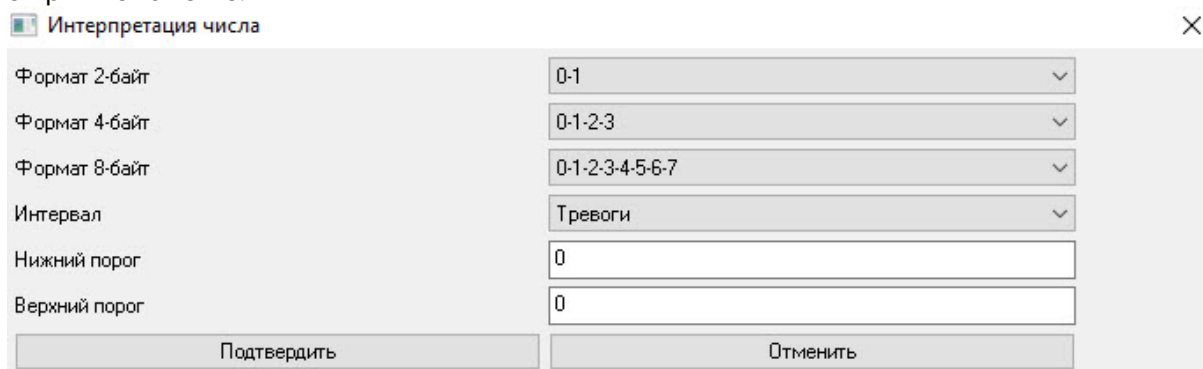 Интерпретация числа
Формат 2-байт 0-1
Формат 4-байт 0-1-2-3
Формат 8-байт 0-1-2-3-4-5-6-7
Интервал Тревоги
Нижний порог 0
Верхний порог 0
Подтвердить Отменить